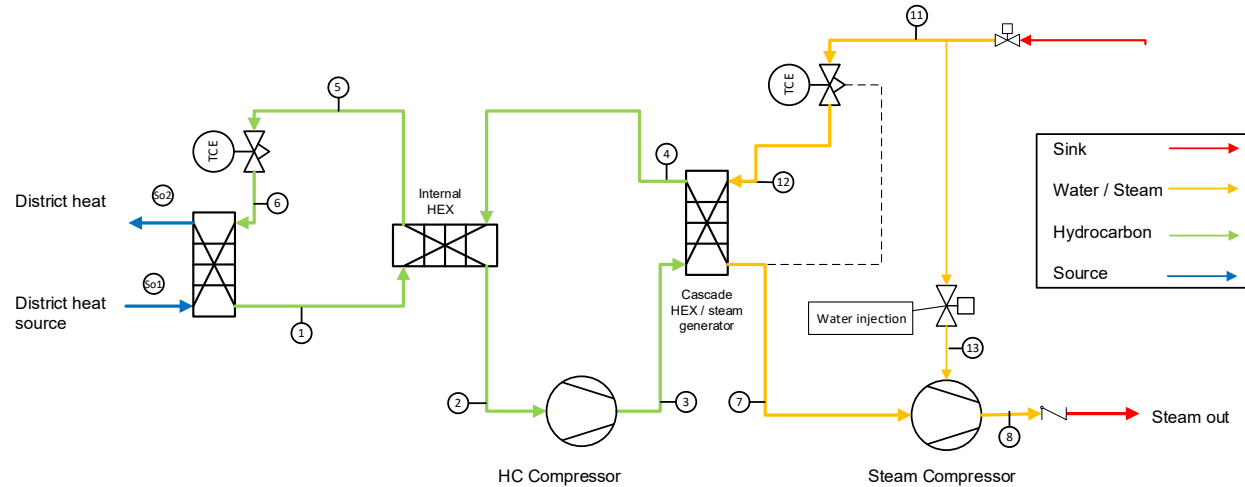 11
5
TCE
TCE
Sink
4
Internal
HEX
12
Water / Steam
So2
District heat
6
Hydrocarbon
So1
Source
District heat
source
Cascade
HEX / steam
generator
1
Water injection
13
2
3
7
8
Steam out
HC Compressor
Steam Compressor